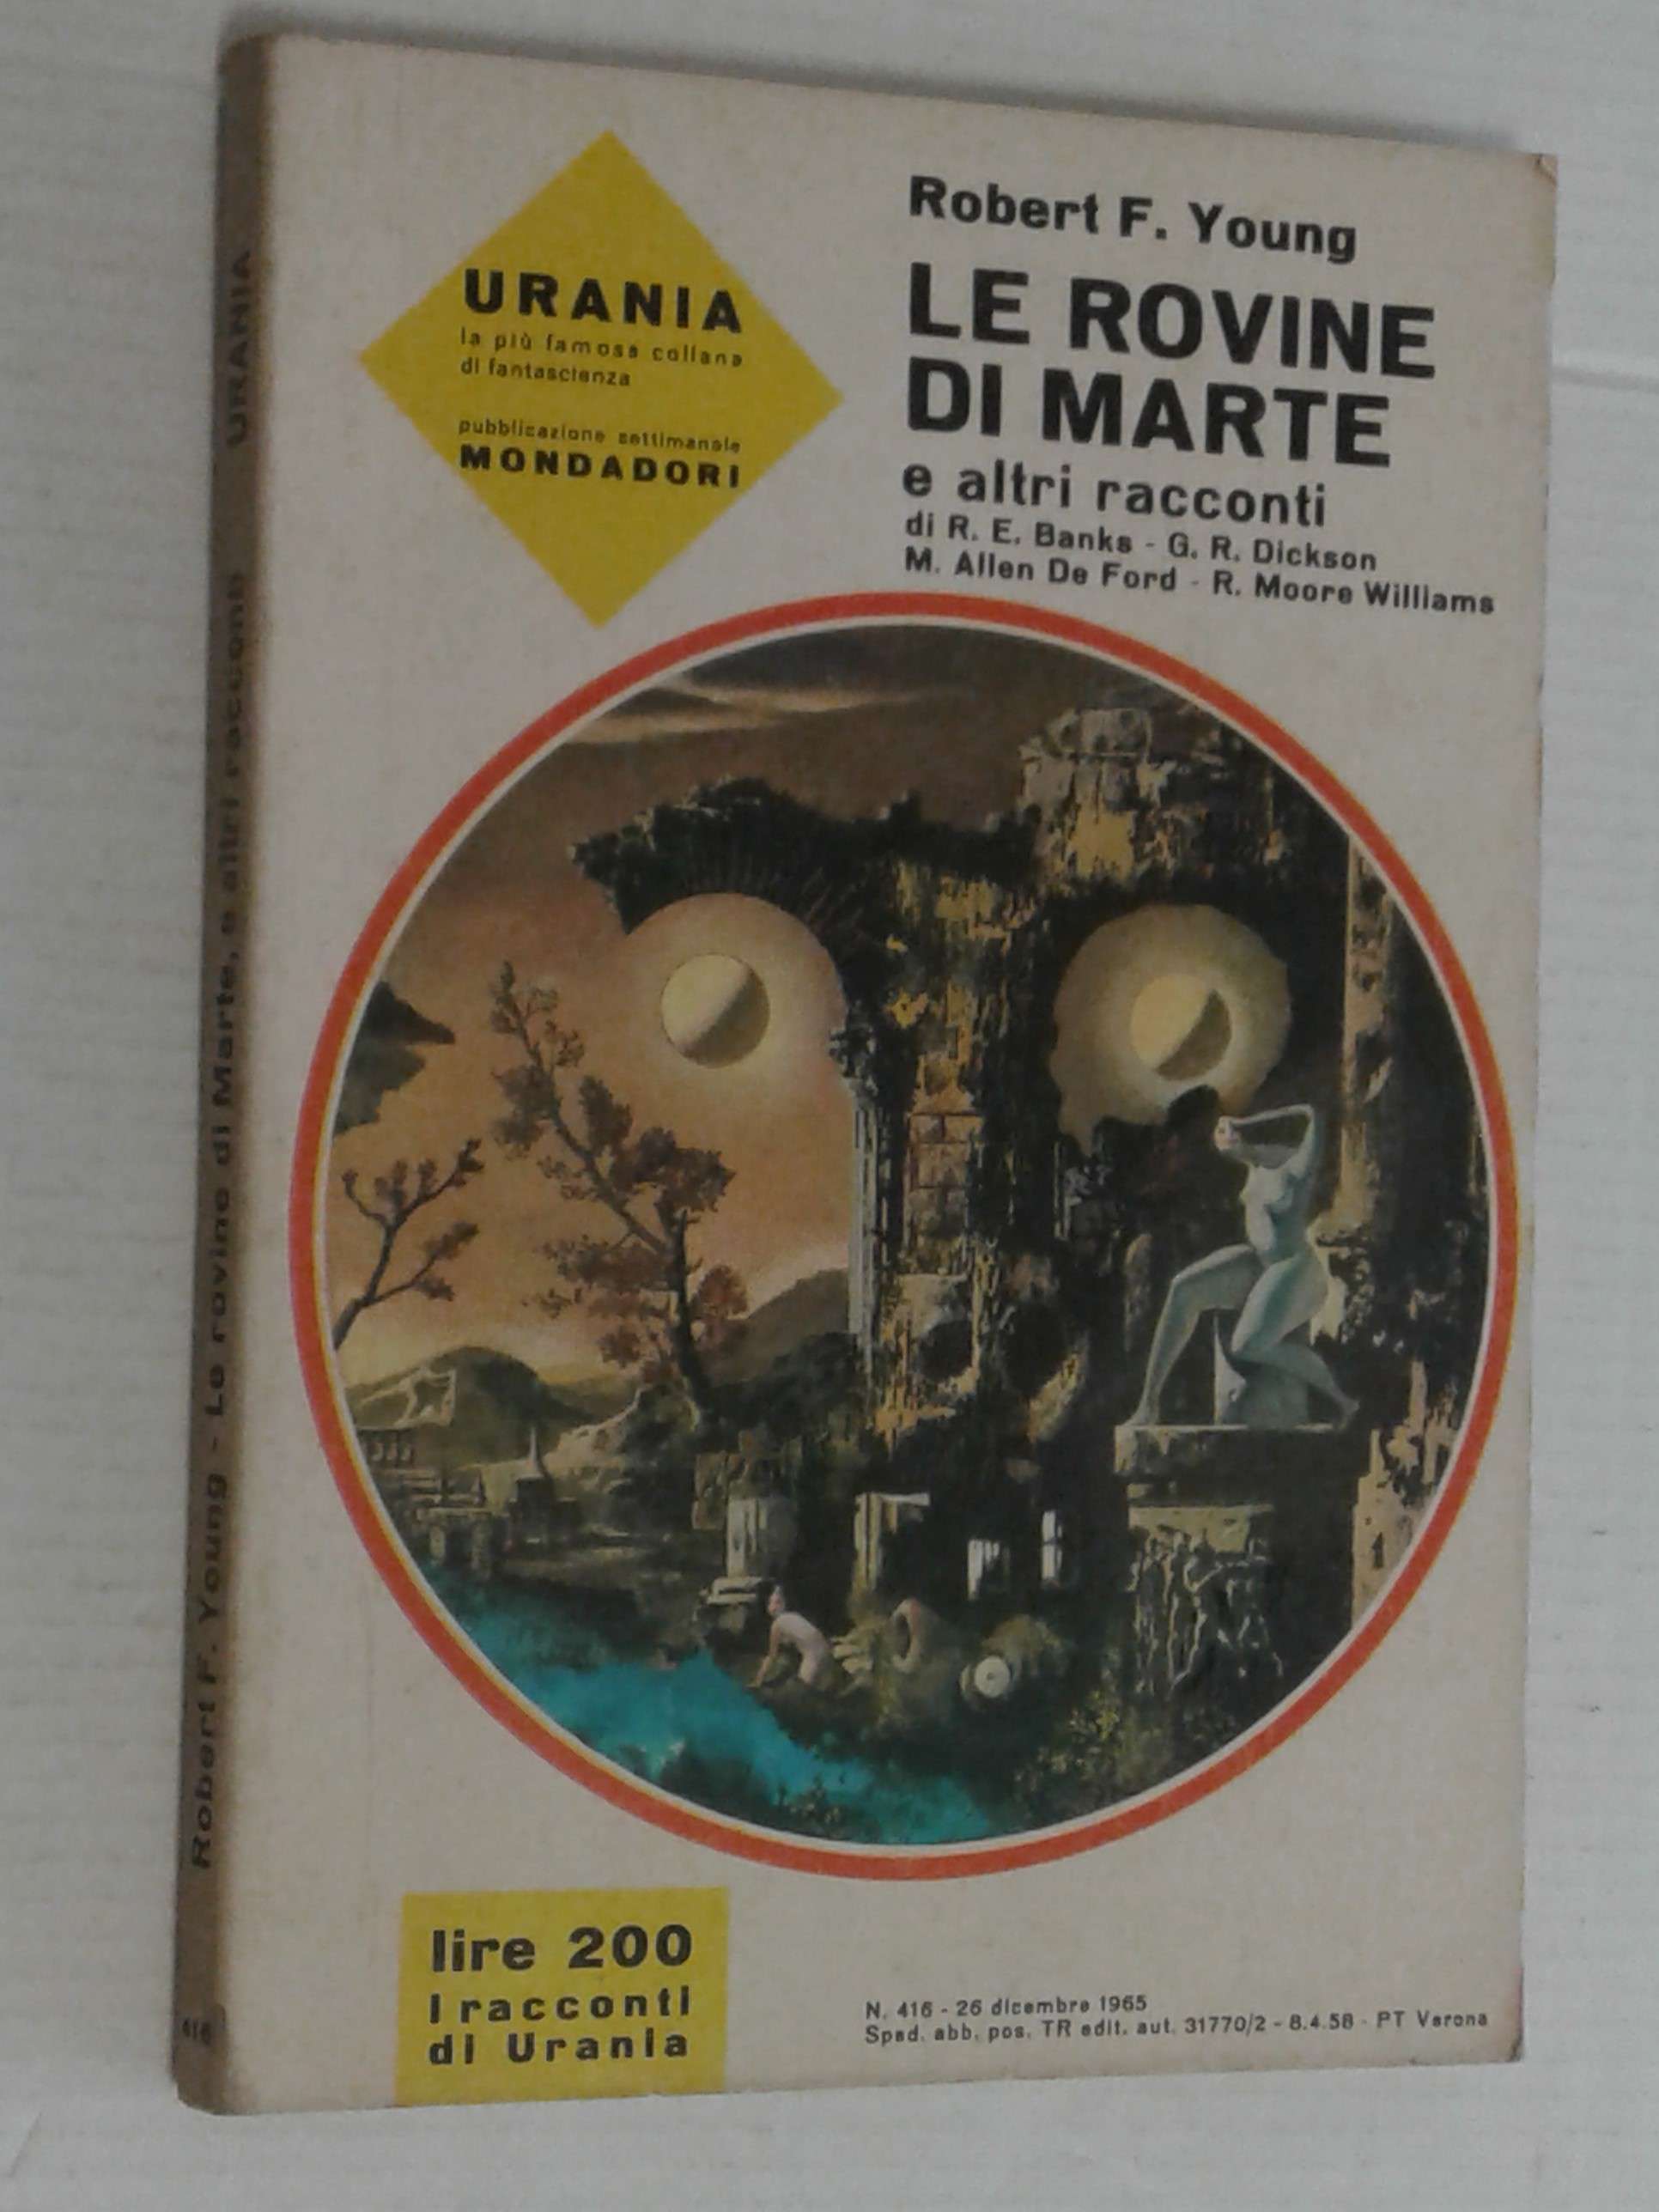 URANIA
la più famosa collana
di fantascienza
pubblicazione settimanale
MONDADORI
Robert F. Young
LE ROVINE
DI MARTE
e altri racconti
di R. E. Banks - G. R. Dickson
M. Allen De Ford - R. Moore Williams
lire 200
I racconti
di Urania
N. 416 - 26 dicembre 1965
Sped. abb. pos. TR edit. aut. 31770/2 - 8.4.58 - PT Verona
Robert F. Young - Le rovine di Marte, e altri racconti URANIA
416